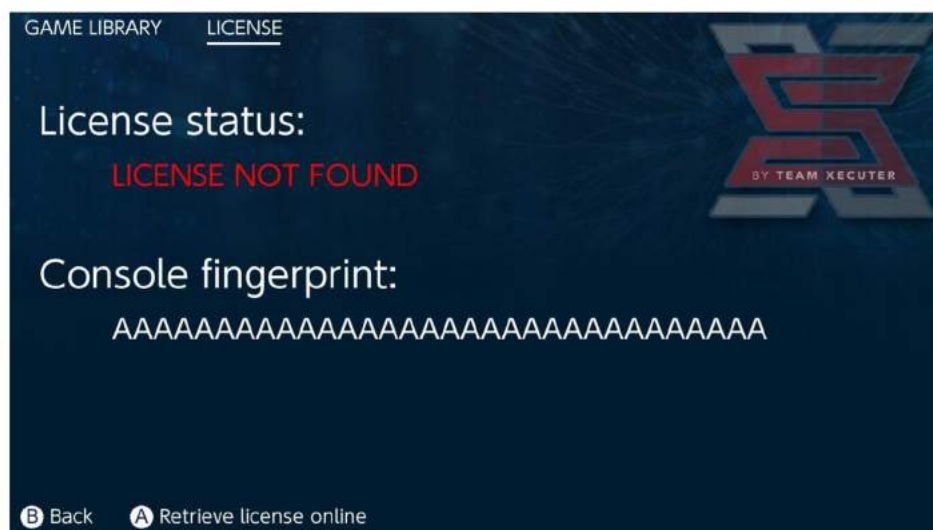 GAME LIBRARY LICENSE
License status:
LICENSE NOT FOUND
BY TEAM XECUTER
Console fingerprint:
AAAAAAAAAAAAAAAAAAAAAAAAAAAAAAAA
B Back A Retrieve license online